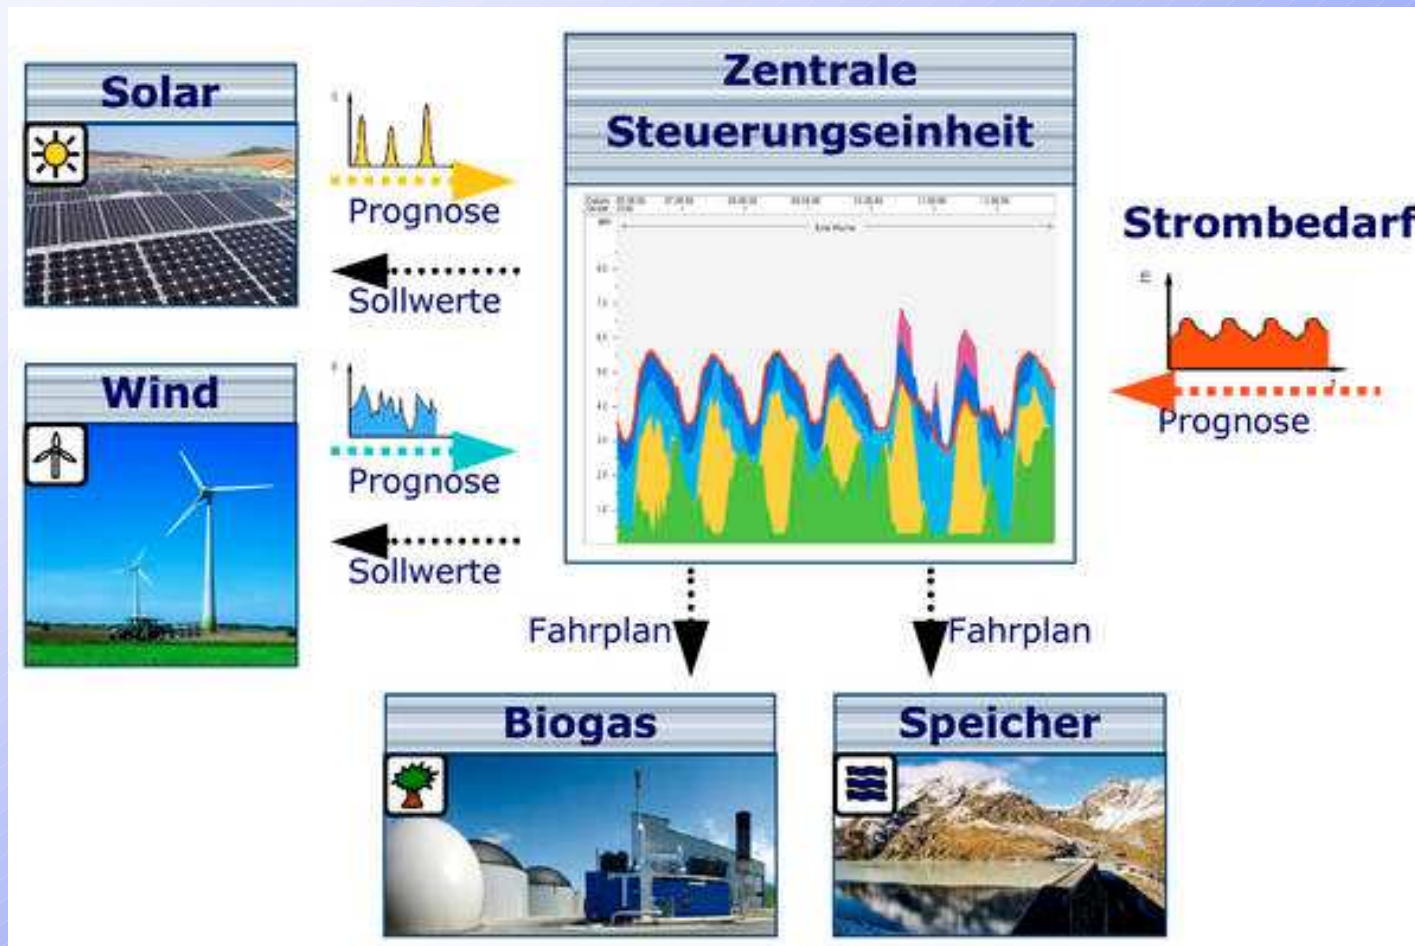 Solar
Prognose
Sollwerte
Wind
Prognose
Sollwerte
Zentrale
Steuerungseinheit
Strombedarf
Prognose
Fahrplan
Fahrplan
Biogas
Speicher